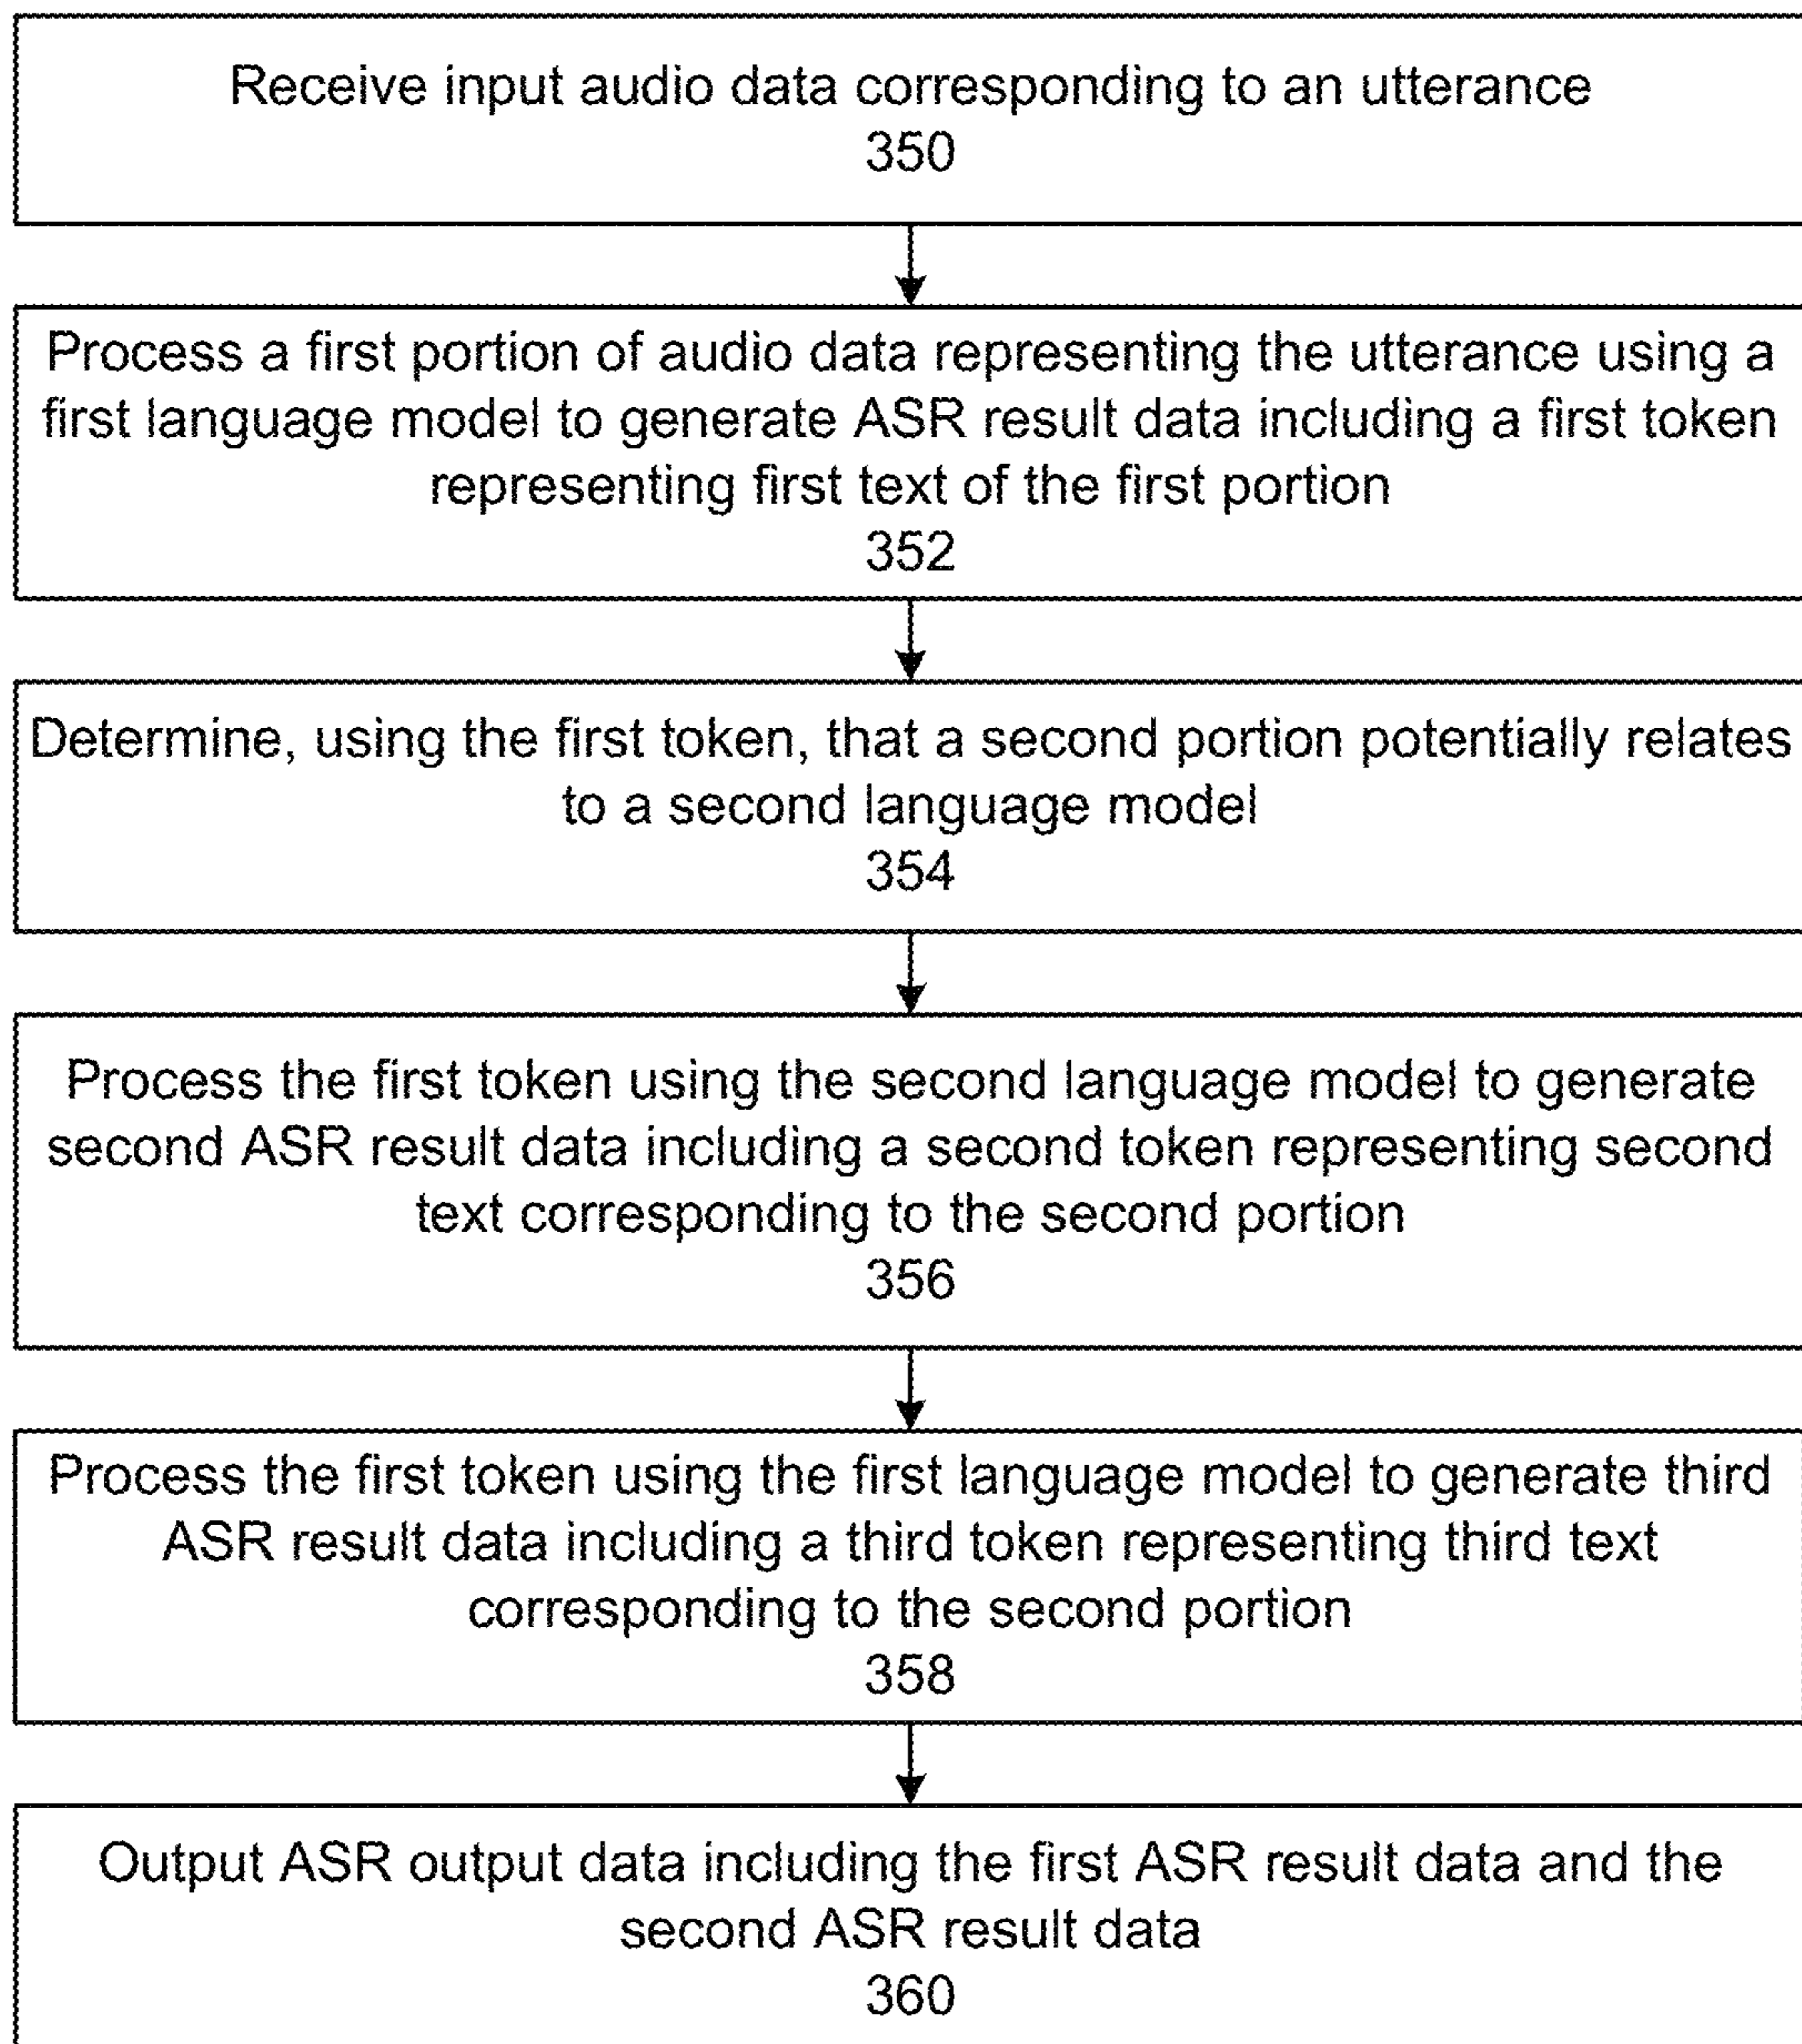 Receive input audio data corresponding to an utterance
350
Process a first portion of audio data representing the utterance using a
first language model to generate ASR result data including a first token
representing first text of the first portion
352
Determine, using the first token, that a second portion potentially relates
to a second language model
354
Process the first token using the second language model to generate
second ASR result data including a second token representing second
text corresponding to the second portion
356
Process the first token using the first language model to generate third
ASR result data including a third token representing third text
corresponding to the second portion
358
Output ASR output data including the first ASR result data and the
second ASR result data
360